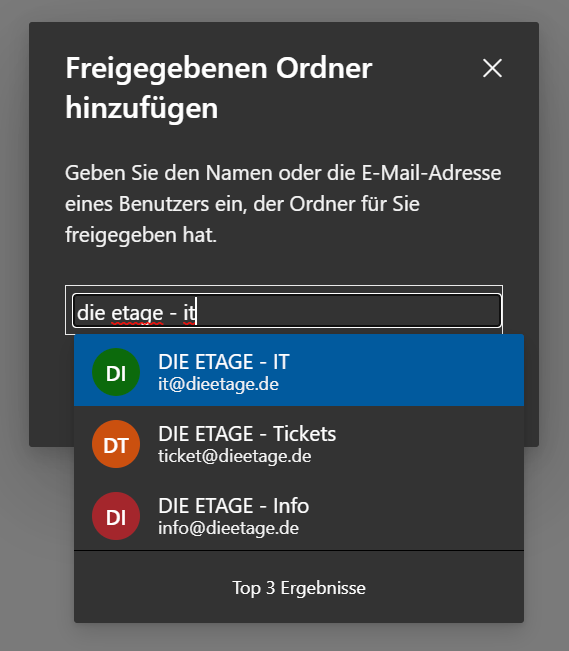 Freigegebenen Ordner
hinzufügen
Geben Sie den Namen oder die E-Mail-Adresse
eines Benutzers ein, der Ordner für Sie
freigegeben hat.
die etage - it
DI
DIE ETAGE - IT
it@dieetage.de
DT
DIE ETAGE - Tickets
ticket@dieetage.de
DI
DIE ETAGE - Info
info@dieetage.de
Top 3 Ergebnisse